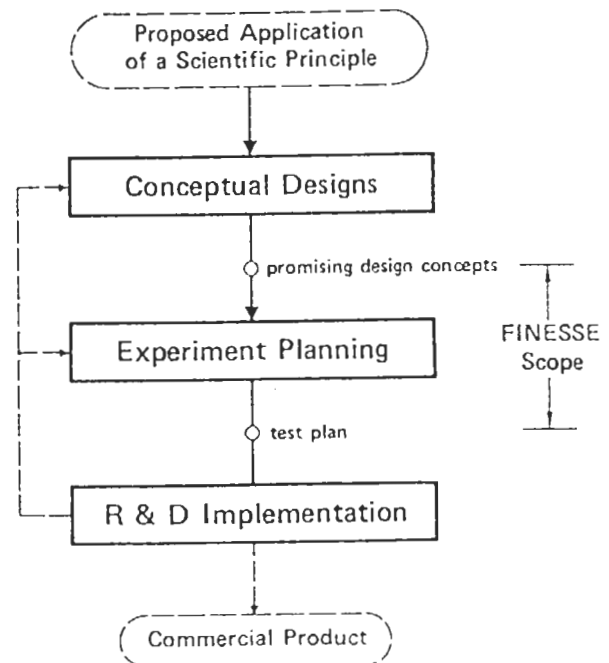 Proposed Application
of a Scientific Principle
Conceptual Designs
promising design concepts
FINESSE
Scope
Experiment Planning
test plan
R & D Implementation
Commercial Product